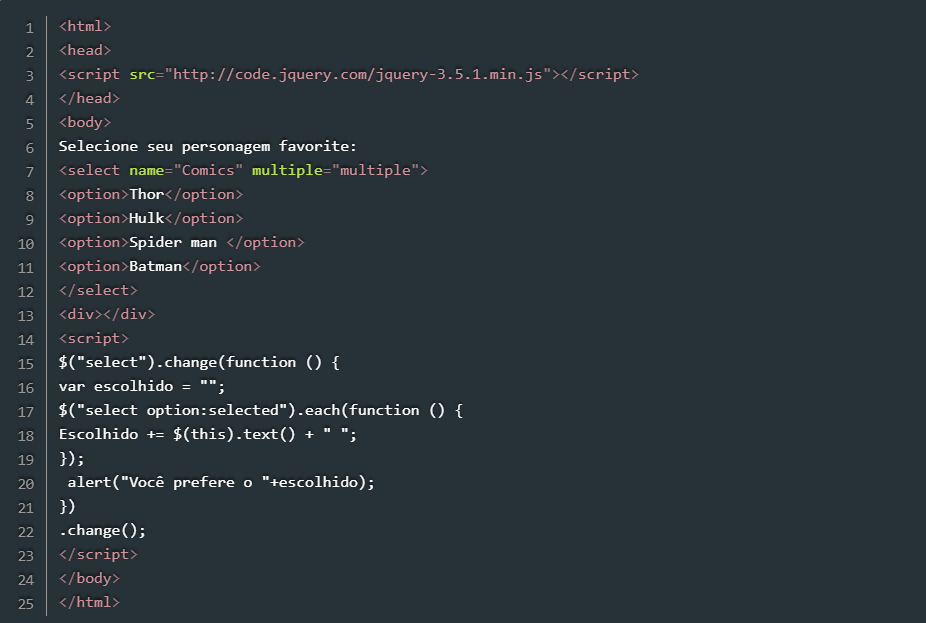 1 <html>
2 <head>
3 <script src="http://code.jquery.com/jquery-3.5.1.min.js"></script>
4 </head>
5 <body>
6 Selecione seu personagem favorite:
7 <select name="Comics" multiple="multiple">
8 <option>Thor</option>
9 <option>Hulk</option>
10 <option>Spider man </option>
11 <option>Batman</option>
12 </select>
13 <div></div>
14 <script>
15 $("select").change(function () {
16 var escolhido = "";
17 $("select option:selected").each(function () {
18 Escolhido += $(this).text() + " ";
19 });
20  alert("Você prefere o "+escolhido);
21 })
22 .change();
23 </script>
24 </body>
25 </html>